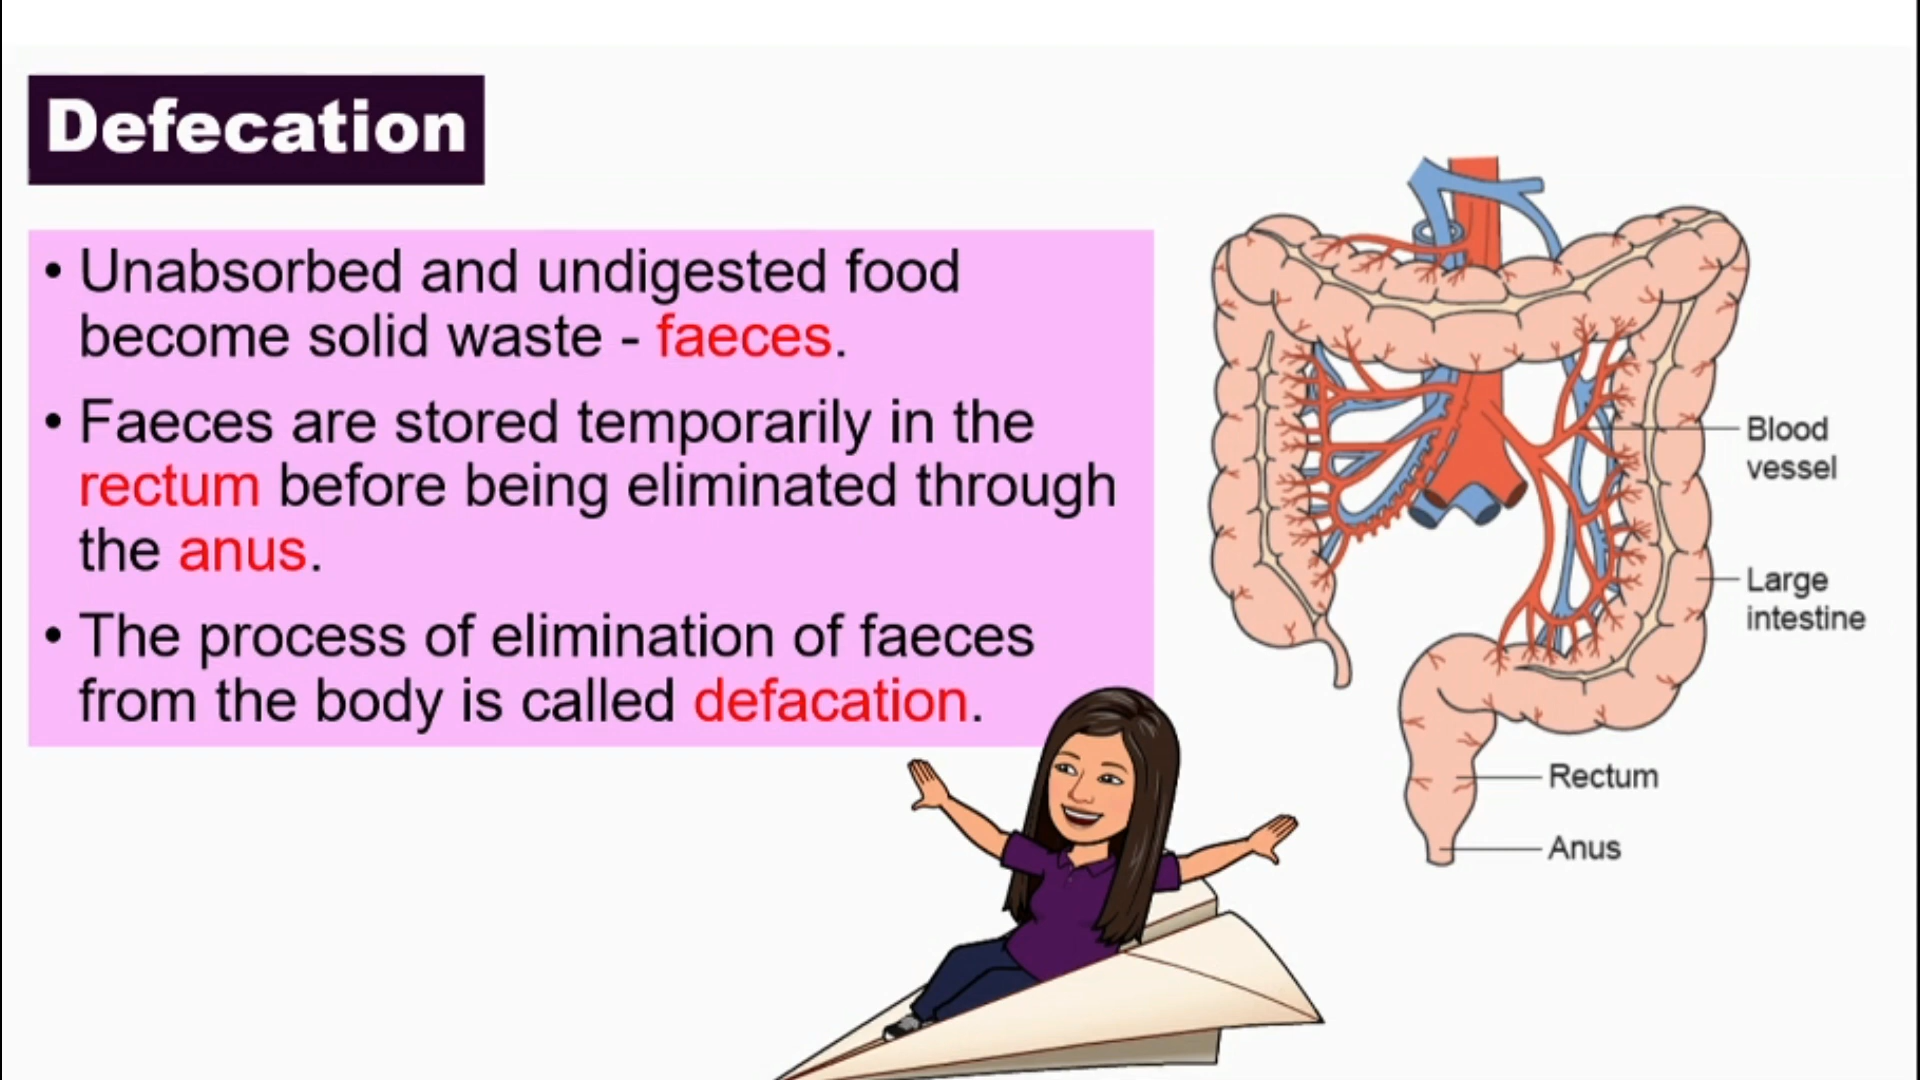 Defecation
• Unabsorbed and undigested food
become solid waste - faeces.
• Faeces are stored temporarily in the
rectum before being eliminated through
the anus.
• The process of elimination of faeces
from the body is called defacation.
Blood
vessel
Large
intestine
Rectum
Anus